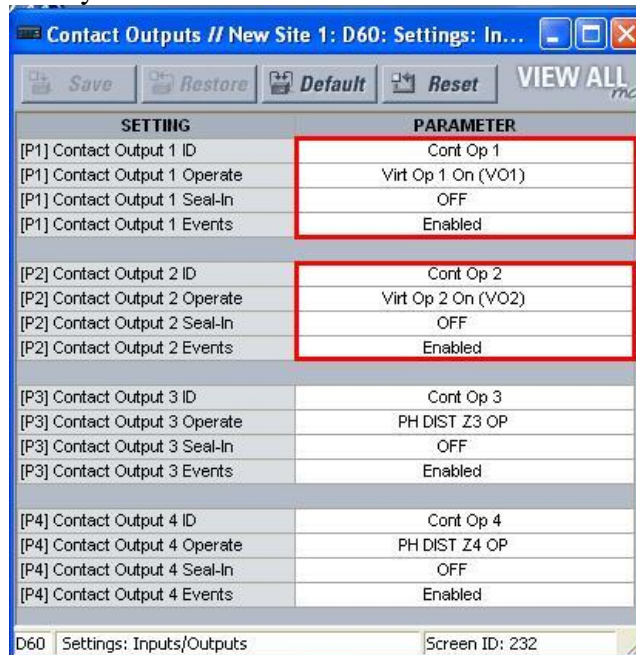 Contact Outputs // New Site 1: D60: Settings: In...
Save Restore Default Reset VIEW ALL
SETTING PARAMETER
[P1] Contact Output 1 ID Cont Op 1
[P1] Contact Output 1 Operate Virt Op 1 On (VO1)
[P1] Contact Output 1 Seal-In OFF
[P1] Contact Output 1 Events Enabled
[P2] Contact Output 2 ID Cont Op 2
[P2] Contact Output 2 Operate Virt Op 2 On (VO2)
[P2] Contact Output 2 Seal-In OFF
[P2] Contact Output 2 Events Enabled
[P3] Contact Output 3 ID Cont Op 3
[P3] Contact Output 3 Operate PH DIST Z3 OP
[P3] Contact Output 3 Seal-In OFF
[P3] Contact Output 3 Events Enabled
[P4] Contact Output 4 ID Cont Op 4
[P4] Contact Output 4 Operate PH DIST Z4 OP
[P4] Contact Output 4 Seal-In OFF
[P4] Contact Output 4 Events Enabled
D60 Settings: Inputs/Outputs Screen ID: 232